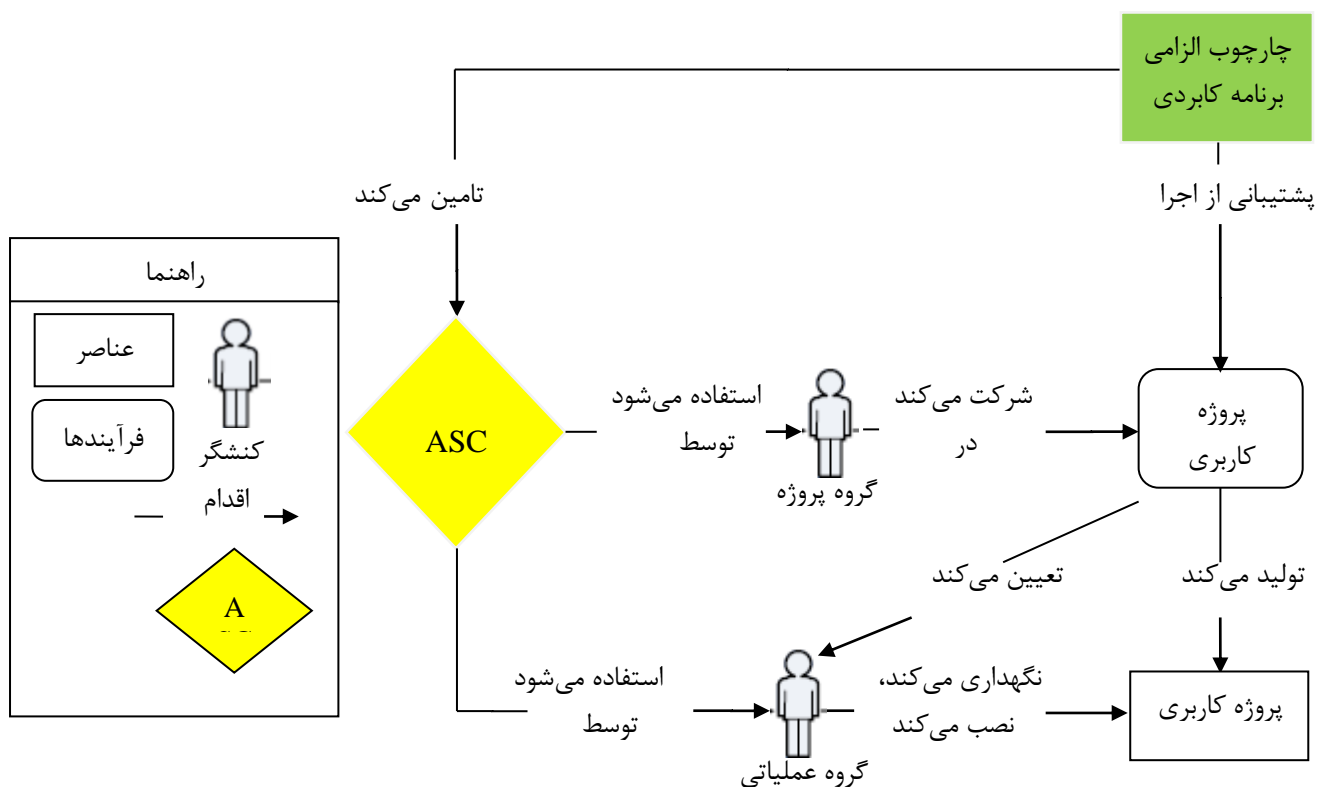 چارچوب الزامی
برنامه کابردی
تامین می‌کند
پشتیبانی از اجرا
راهنما
عناصر
فرآیندها
کنشگر
اقدام
A
ASC
استفاده می‌شود
توسط
گروه پروژه
شرکت می‌کند
در
پروژه
کاربری
تعیین می‌کند
تولید می‌کند
استفاده می‌شود
توسط
گروه عملیاتی
نگهداری می‌کند،
نصب می‌کند
پروژه کاربری